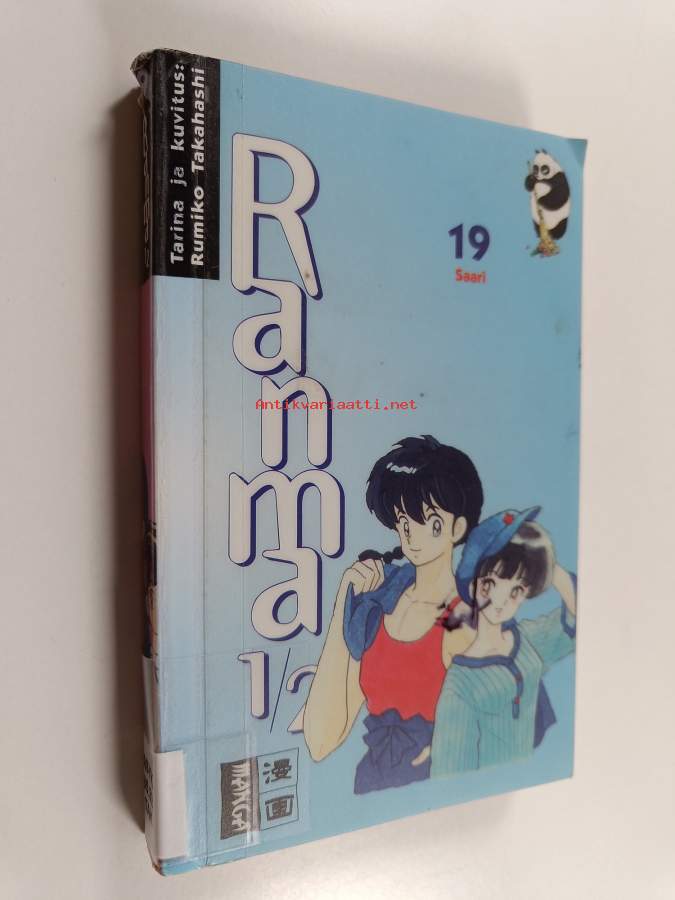 Tarina ja kuvitus:
Rumiko Takahashi
Ranma
1/2
19
Saari
Antikvariaatti.net
漫画
MANGA